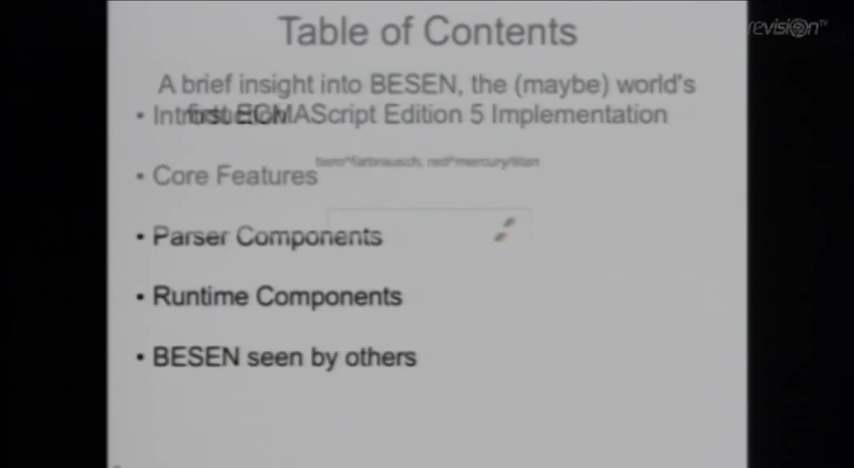 revision TV
Table of Contents
A brief insight into BESEN, the (maybe) world's
• Introduction
first ECMAScript Edition 5 Implementation
• Core Features
• Parser Components
• Runtime Components
• BESEN seen by others